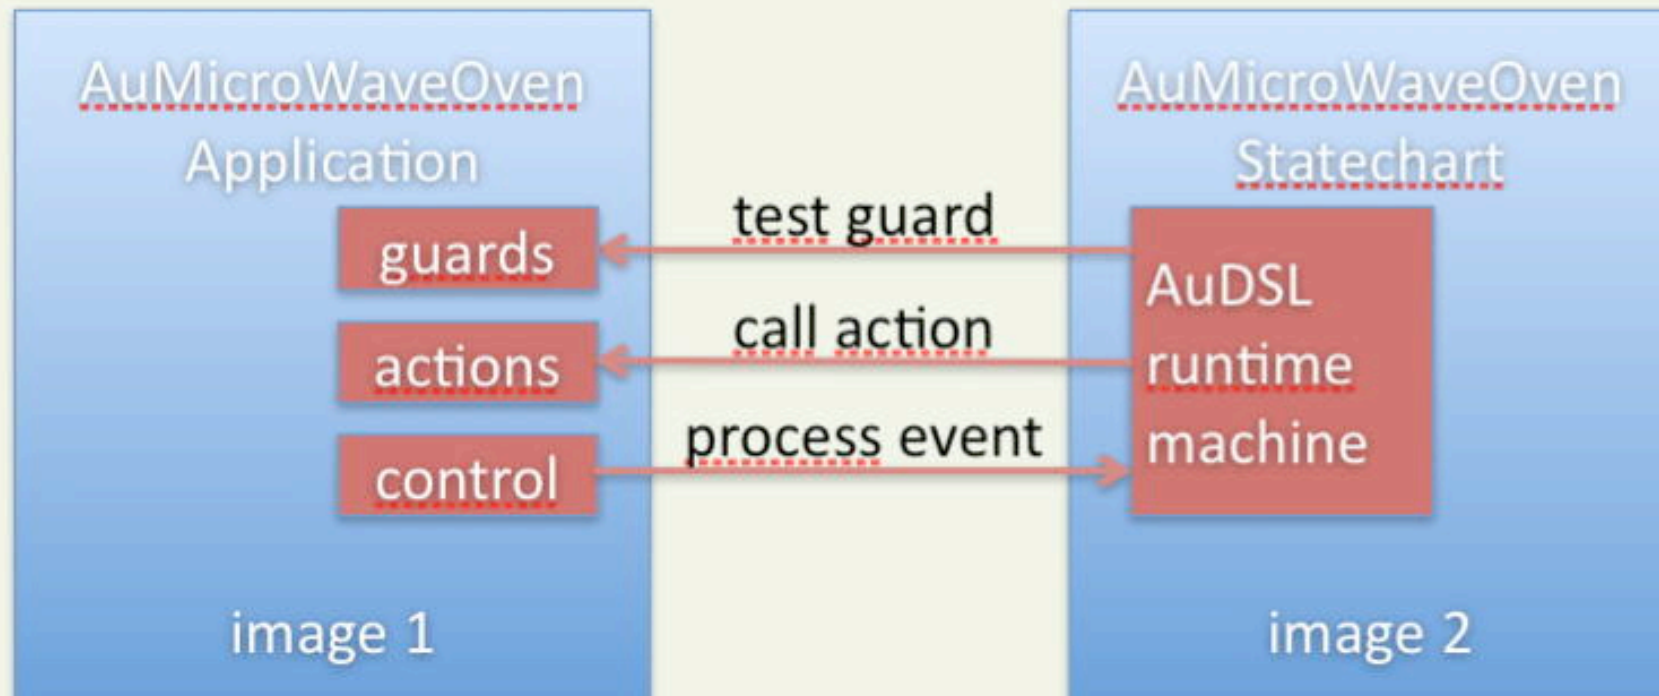 AuMicroWaveOven
Application
guards
actions
control
image 1
test guard
call action
process event
AuMicroWaveOven
Statechart
AuDSL
runtime
machine
image 2